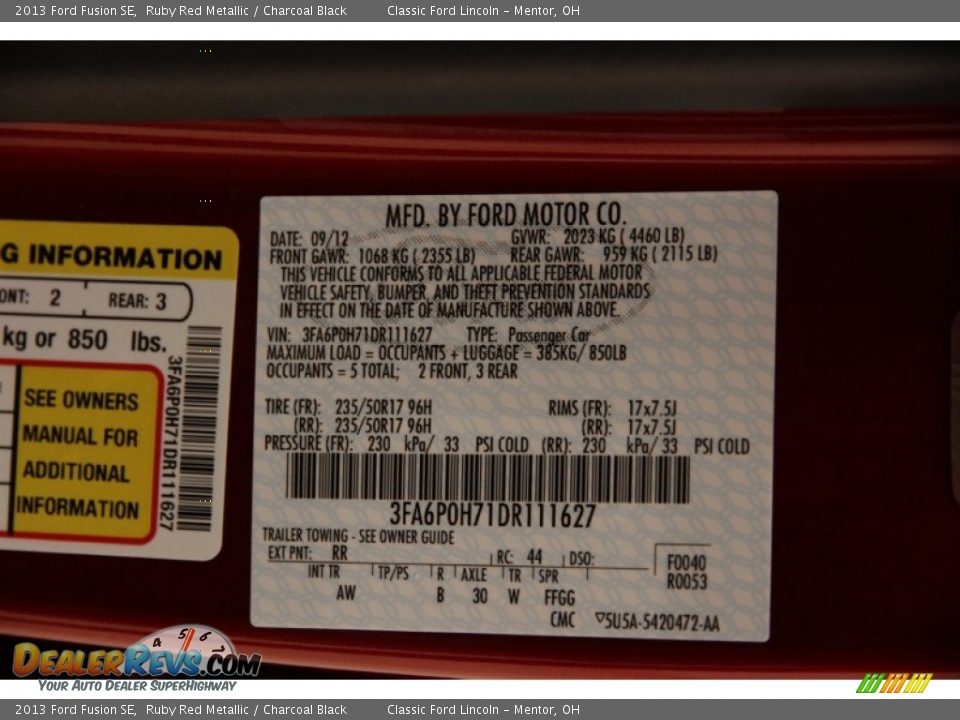 2013 Ford Fusion SE, Ruby Red Metallic / Charcoal Black Classic Ford Lincoln - Mentor, OH
G INFORMATION
ONT: 2 REAR: 3
kg or 850 lbs.
SEE OWNERS
MANUAL FOR
ADDITIONAL
INFORMATION
3FA6P0H71DR111627
MFD. BY FORD MOTOR CO.
DATE: 09/12 GVWR: 2023 KG ( 4460 LB)
FRONT GAWR: 1068 KG ( 2355 LB) REAR GAWR: 959 KG ( 2115 LB)
THIS VEHICLE CONFORMS TO ALL APPLICABLE FEDERAL MOTOR
VEHICLE SAFETY, BUMPER, AND THEFT PREVENTION STANDARDS
IN EFFECT ON THE DATE OF MANUFACTURE SHOWN ABOVE.
VIN: 3FA6P0H71DR111627 TYPE: Passenger Car
MAXIMUM LOAD = OCCUPANTS + LUGGAGE = 385KG/ 850LB
OCCUPANTS = 5 TOTAL; 2 FRONT, 3 REAR
TIRE (FR): 235/50R17 96H RIMS (FR): 17x7.5J
(RR): 235/50R17 96H (RR): 17x7.5J
PRESSURE (FR): 230 kPa/ 33 PSI COLD (RR): 230 kPa/ 33 PSI COLD
3FA6P0H71DR111627
TRAILER TOWING - SEE OWNER GUIDE
EXT PNT: RR RC: 44 DSO: F0040
R0053
INT TR TP/PS R AXLE TR SPR
AW B 30 W FFGG
CMC 5U5A-5420472-AA
4 5 6 7
DEALERREVS.COM
YOUR AUTO DEALER SUPERHIGHWAY
2013 Ford Fusion SE, Ruby Red Metallic / Charcoal Black Classic Ford Lincoln - Mentor, OH